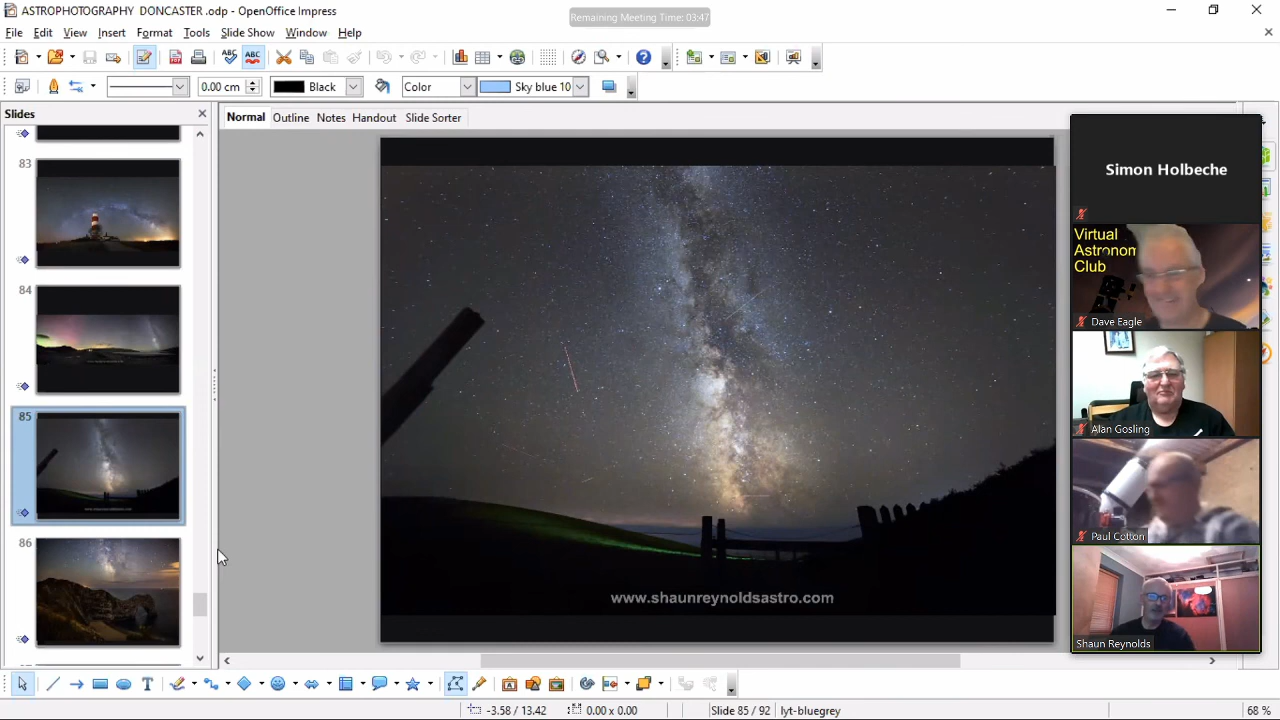 ASTROPHOTOGRAPHY DONCASTER .odp - OpenOffice Impress
Remaining Meeting Time: 03:47
File Edit View Insert Format Tools Slide Show Window Help
0.00 cm Black Color Sky blue 10
Slides
Normal Outline Notes Handout Slide Sorter
83
84
85
86
www.shaunreynoldsastro.com
Simon Holbeche
Virtual
Astronom
Club
Dave Eagle
Alan Gosling
Paul Cotton
Shaun Reynolds
-3.58 / 13.42 0.00 x 0.00 Slide 85 / 92 lyt-bluegrey 68 %